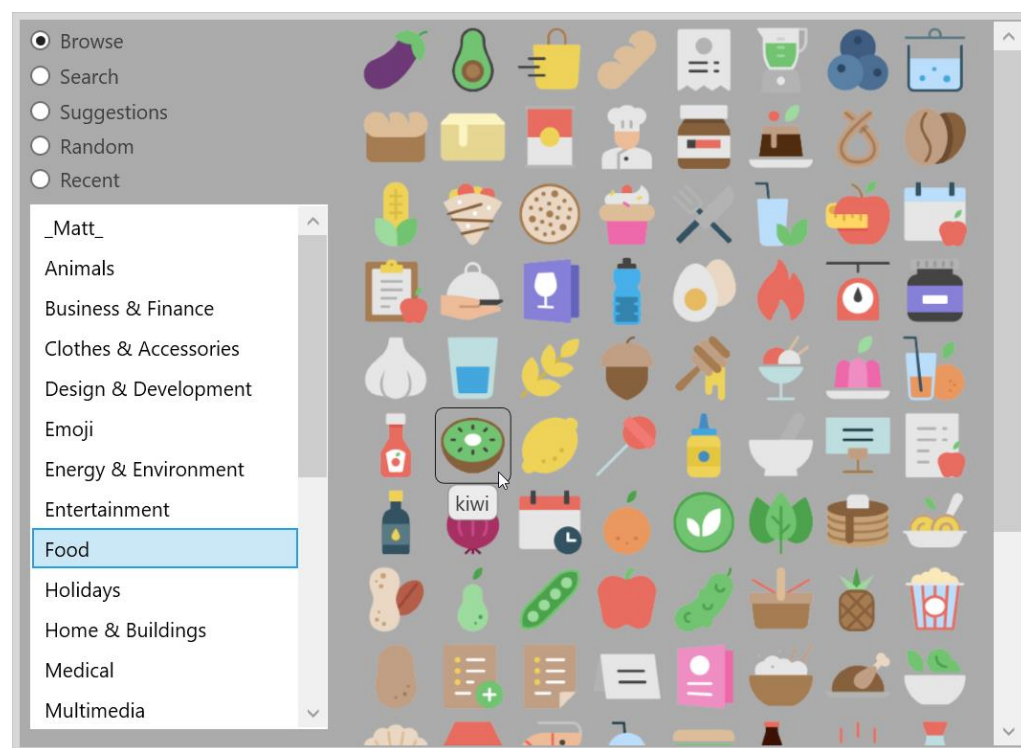 Browse
Search
Suggestions
Random
Recent
_Matt_
Animals
Business & Finance
Clothes & Accessories
Design & Development
Emoji
Energy & Environment
Entertainment
Food
Holidays
Home & Buildings
Medical
Multimedia
kiwi